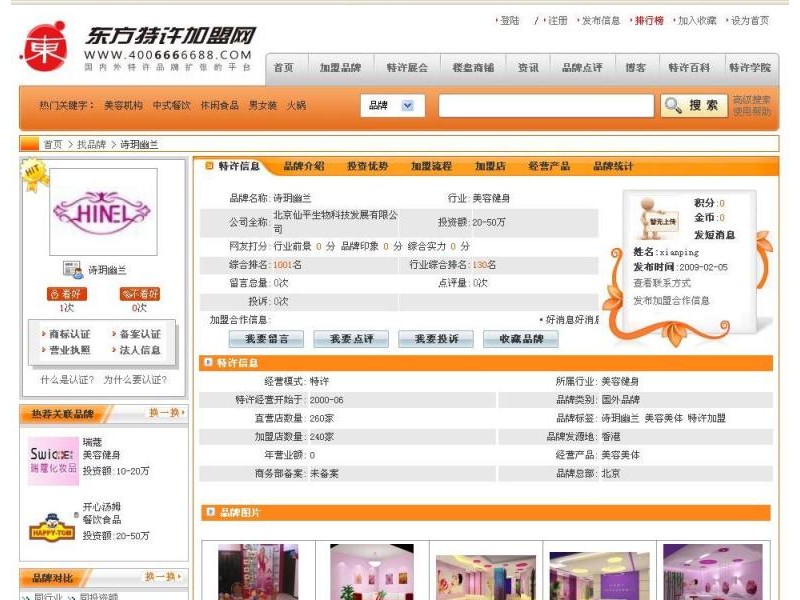 登陆 / 注册 发布信息 排行榜 加入收藏 设为首页
東
东方特许加盟网
WWW.4006666688.COM
国内外特许品牌扩张的平台
首页 加盟品牌 特许展会 楼盘商铺 资讯 品牌点评 博客 特许百科 特许学院
热门关键字： 美容机构 中式餐饮 休闲食品 男女装 火锅 品牌 搜索
高级搜索
使用帮助
首页 > 找品牌 > 诗玥幽兰
HIT
HINEL
诗玥幽兰
看好 不看好
1次 0次
商标认证 备案认证
营业执照 法人信息
什么是认证? 为什么要认证?
热荐关联品牌 换一换
Swicxe:
瑞蔻化妆品
瑞蔻
美容健身
投资额:10-20万
HAPPY-TOM
开心汤姆
餐饮食品
投资额:20-50万
品牌对比 换一换
>> 同行业 >> 同投资额
特许信息 品牌介绍 投资优势 加盟流程 加盟店 经营产品 品牌统计
品牌名称: 诗玥幽兰 行业: 美容健身
公司全称: 北京仙平生物科技发展有限公司 投资额: 20-50万
网友打分: 行业前景 0 分 品牌印象 0 分 综合实力 0 分
综合排名: 1001名 行业综合排名: 130名
留言总量: 0次 点评量: 0次
投诉: 0次
加盟合作信息: • 好消息好消息
我要留言 我要点评 我要投诉 收藏品牌
暂无上传
积分:0
金币:0
发短消息
姓名:xianping
发布时间:2009-02-05
查看联系方式
发布加盟合作信息
特许信息
经营模式: 特许 所属行业: 美容健身
特许经营开始于: 2000-06 品牌类别: 国外品牌
直营店数量: 260家 品牌标签: 诗玥幽兰 美容美体 特许加盟
加盟店数量: 240家 品牌发源地: 香港
年营业额: 0 经营产品: 美容美体
商务部备案: 未备案 品牌总部: 北京
品牌图片